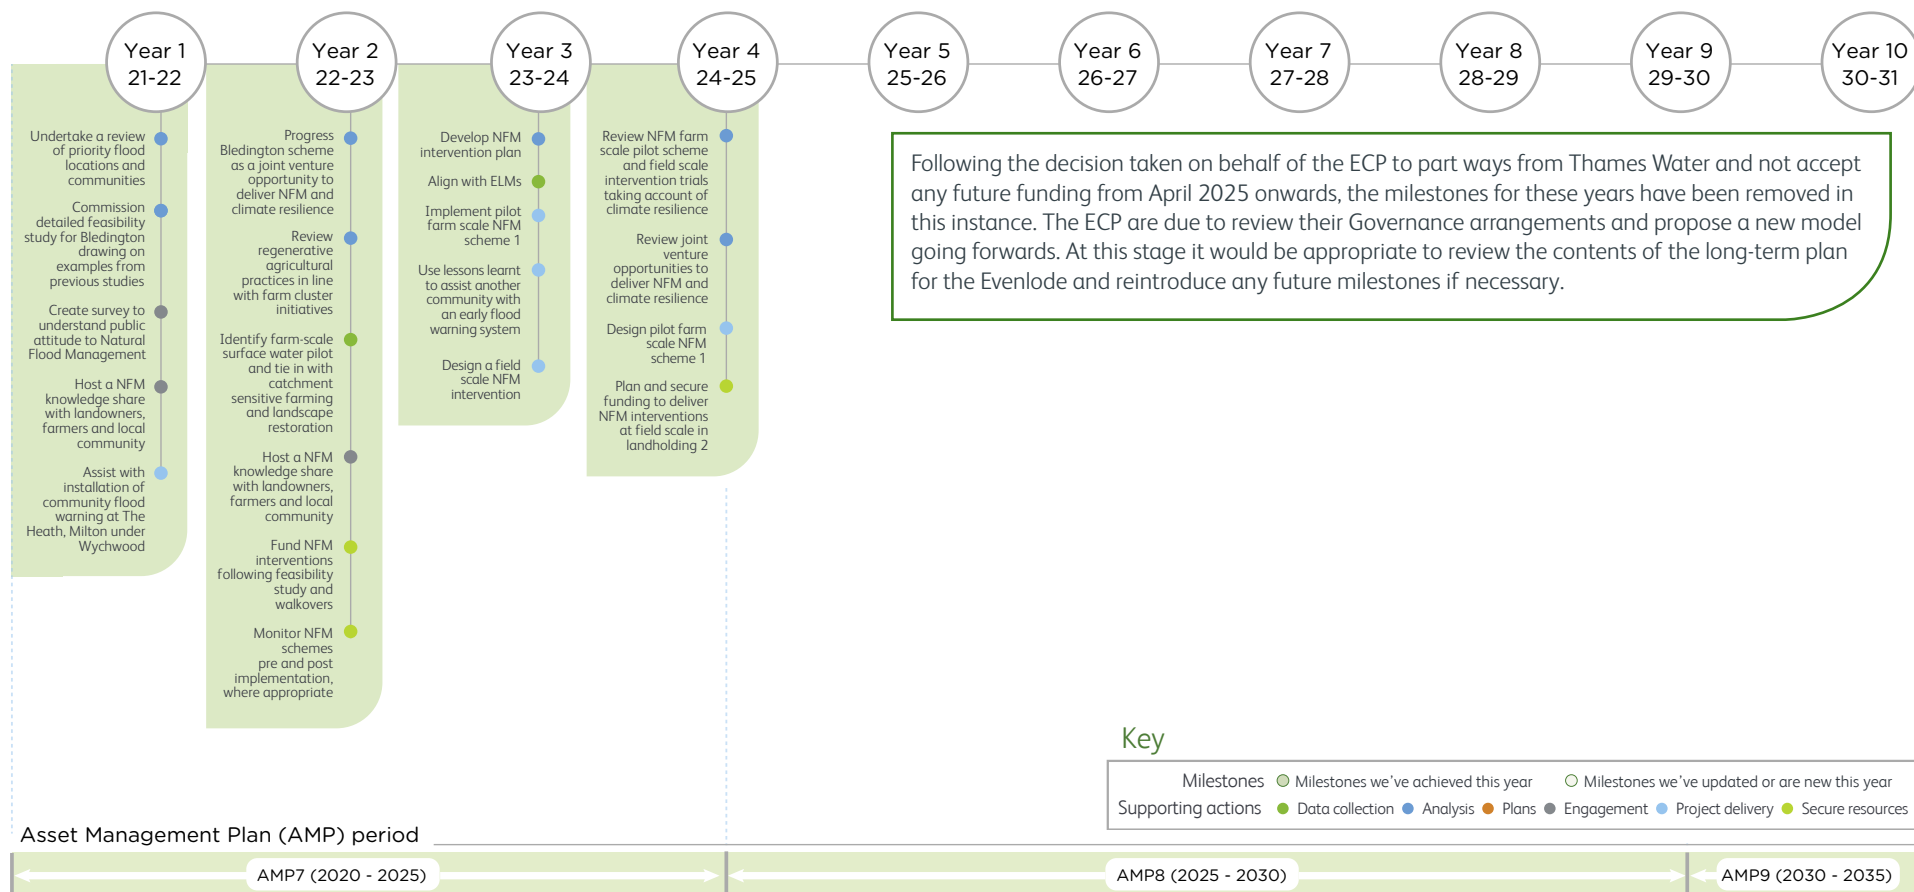 Year 1
21-22
Year 2
22-23
Year 3
23-24
Year 4
24-25
Year 5
25-26
Year 6
26-27
Year 7
27-28
Year 8
28-29
Year 9
29-30
Year 10
30-31
Undertake a review
of priority flood
locations and
communities
Commission
detailed feasibility
study for Bledington
drawing on
examples from
previous studies
Create survey to
understand public
attitude to Natural
Flood Management
Host a NFM
knowledge share
with landowners,
farmers and local
community
Assist with
installation of
community flood
warning at The
Heath, Milton under
Wychwood
Progress
Bledington scheme
as a joint venture
opportunity to
deliver NFM and
climate resilience
Review
regenerative
agricultural
practices in line
with farm cluster
initiatives
Identify farm-scale
surface water pilot
and tie in with
catchment
sensitive farming
and landscape
restoration
Host a NFM
knowledge share
with landowners,
farmers and local
community
Fund NFM
interventions
following feasibility
study and
walkovers
Monitor NFM
schemes
pre and post
implementation,
where appropriate
Develop NFM
intervention plan
Align with ELMs
Implement pilot
farm scale NFM
scheme 1
Use lessons learnt
to assist another
community with
an early flood
warning system
Design a field
scale NFM
intervention
Review NFM farm
scale pilot scheme
and field scale
intervention trials
taking account of
climate resilience
Review joint
venture
opportunities to
deliver NFM and
climate resilience
Design pilot farm
scale NFM
scheme 1
Plan and secure
funding to deliver
NFM interventions
at field scale in
landholding 2
Following the decision taken on behalf of the ECP to part ways from Thames Water and not accept
any future funding from April 2025 onwards, the milestones for these years have been removed in
this instance. The ECP are due to review their Governance arrangements and propose a new model
going forwards. At this stage it would be appropriate to review the contents of the long-term plan
for the Evenlode and reintroduce any future milestones if necessary.
Key
Milestones Milestones we've achieved this year Milestones we've updated or are new this year
Supporting actions Data collection Analysis Plans Engagement Project delivery Secure resources
Asset Management Plan (AMP) period
AMP7 (2020 - 2025)
AMP8 (2025 - 2030)
AMP9 (2030 - 2035)